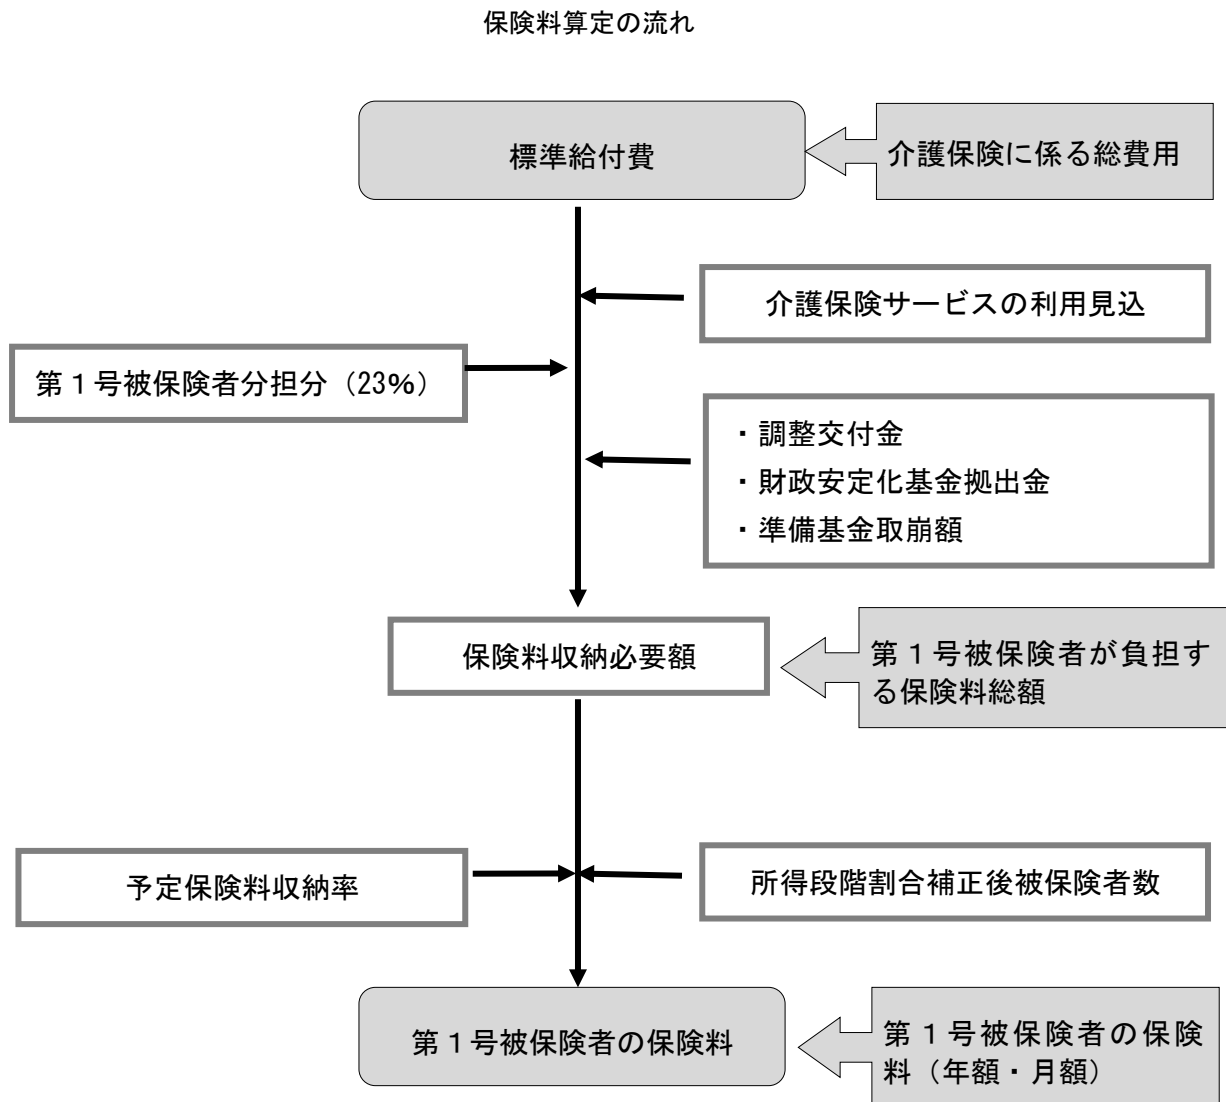 保険料算定の流れ
標準給付費
介護保険に係る総費用
介護保険サービスの利用見込
第１号被保険者分担分（23%）
・調整交付金
・財政安定化基金拠出金
・準備基金取崩額
保険料収納必要額
第１号被保険者が負担す
る保険料総額
予定保険料収納率
所得段階割合補正後被保険者数
第１号被保険者の保険料
第１号被保険者の保険
料（年額・月額）